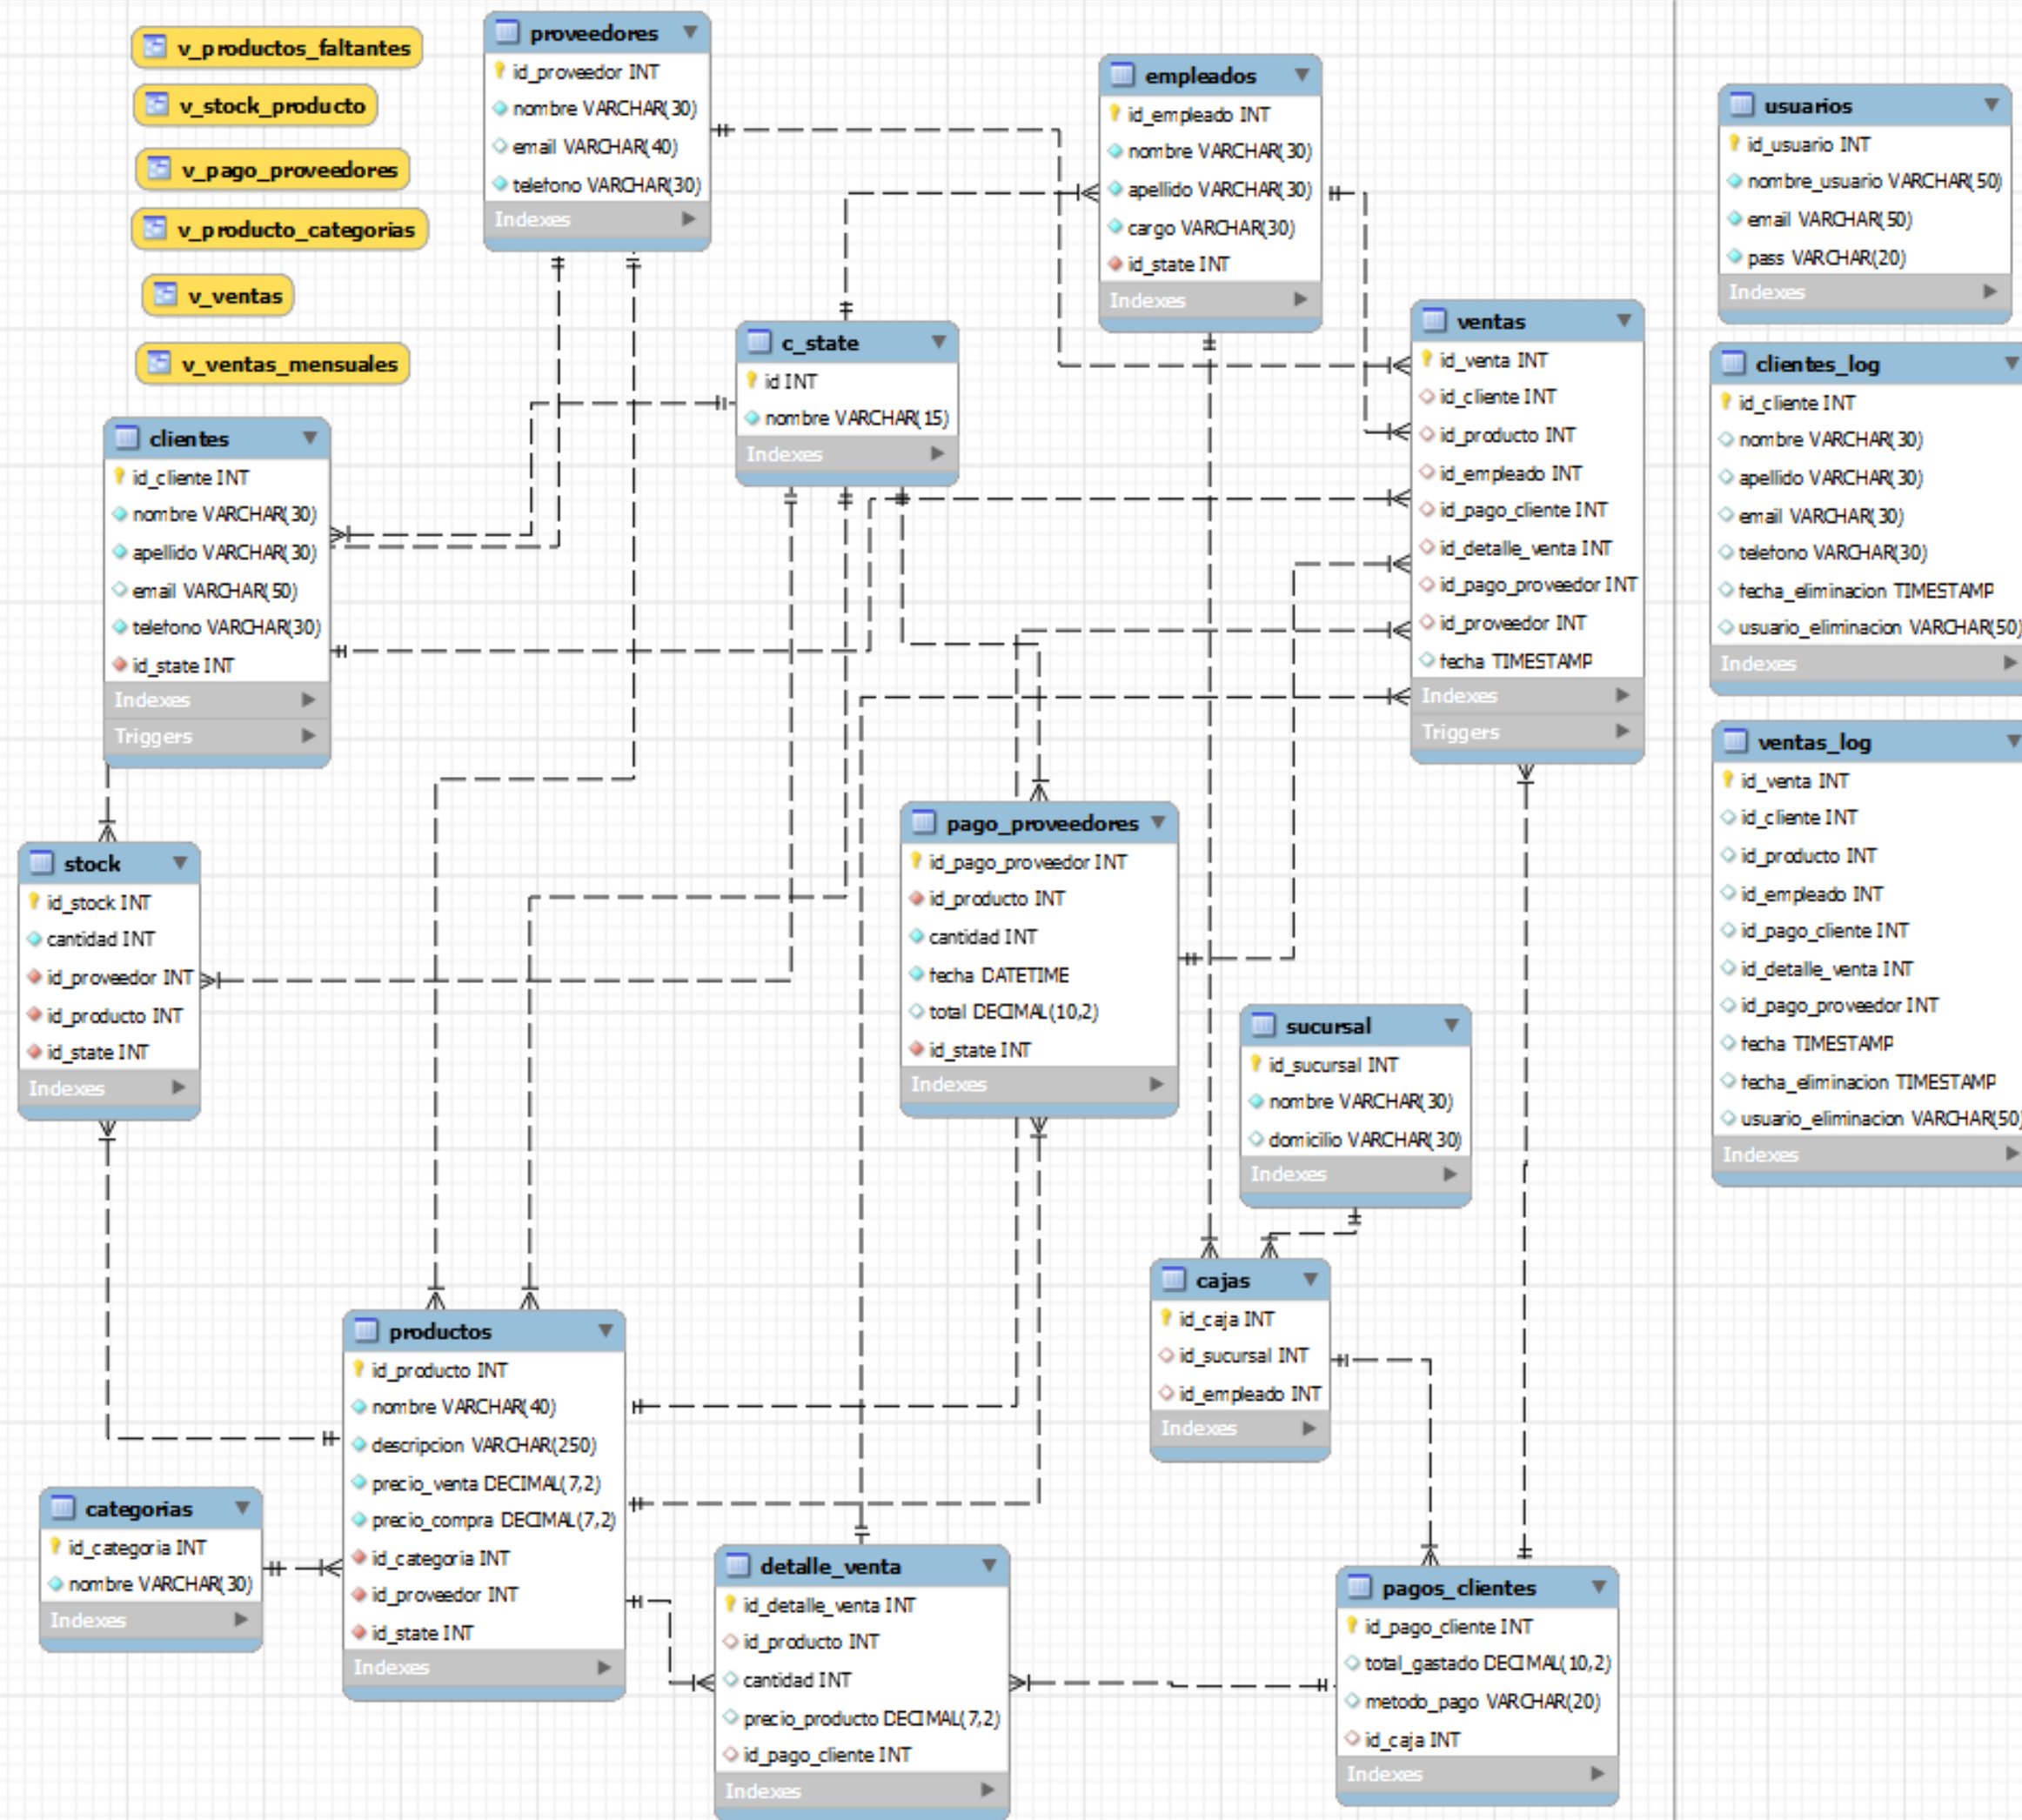 v_productos_faltantes
v_stock_producto
v_pago_proveedores
v_producto_categorias
v_ventas
v_ventas_mensuales
proveedores
id_proveedor INT
nombre VARCHAR(30)
email VARCHAR(40)
telefono VARCHAR(30)
Indexes
empleados
id_empleado INT
nombre VARCHAR(30)
apellido VARCHAR(30)
cargo VARCHAR(30)
id_state INT
Indexes
usuarios
id_usuario INT
nombre_usuario VARCHAR(50)
email VARCHAR(50)
pass VARCHAR(20)
Indexes
c_state
id INT
nombre VARCHAR(15)
Indexes
ventas
id_venta INT
id_cliente INT
id_producto INT
id_empleado INT
id_pago_cliente INT
id_detalle_venta INT
id_pago_proveedor INT
id_proveedor INT
fecha TIMESTAMP
Indexes
Triggers
clientes_log
id_cliente INT
nombre VARCHAR(30)
apellido VARCHAR(30)
email VARCHAR(30)
telefono VARCHAR(30)
fecha_eliminacion TIMESTAMP
usuario_eliminacion VARCHAR(50)
Indexes
clientes
id_cliente INT
nombre VARCHAR(30)
apellido VARCHAR(30)
email VARCHAR(50)
telefono VARCHAR(30)
id_state INT
Indexes
Triggers
ventas_log
id_venta INT
id_cliente INT
id_producto INT
id_empleado INT
id_pago_cliente INT
id_detalle_venta INT
id_pago_proveedor INT
fecha TIMESTAMP
fecha_eliminacion TIMESTAMP
usuario_eliminacion VARCHAR(50)
Indexes
stock
id_stock INT
cantidad INT
id_proveedor INT
id_producto INT
id_state INT
Indexes
pago_proveedores
id_pago_proveedor INT
id_producto INT
cantidad INT
fecha DATETIME
total DECIMAL(10,2)
id_state INT
Indexes
sucursal
id_sucursal INT
nombre VARCHAR(30)
domicilio VARCHAR(30)
Indexes
cajas
id_caja INT
id_sucursal INT
id_empleado INT
Indexes
productos
id_producto INT
nombre VARCHAR(40)
descripcion VARCHAR(250)
precio_venta DECIMAL(7,2)
precio_compra DECIMAL(7,2)
id_categoria INT
id_proveedor INT
id_state INT
Indexes
categorias
id_categoria INT
nombre VARCHAR(30)
Indexes
detalle_venta
id_detalle_venta INT
id_producto INT
cantidad INT
precio_producto DECIMAL(7,2)
id_pago_cliente INT
Indexes
pagos_clientes
id_pago_cliente INT
total_gastado DECIMAL(10,2)
metodo_pago VARCHAR(20)
id_caja INT
Indexes